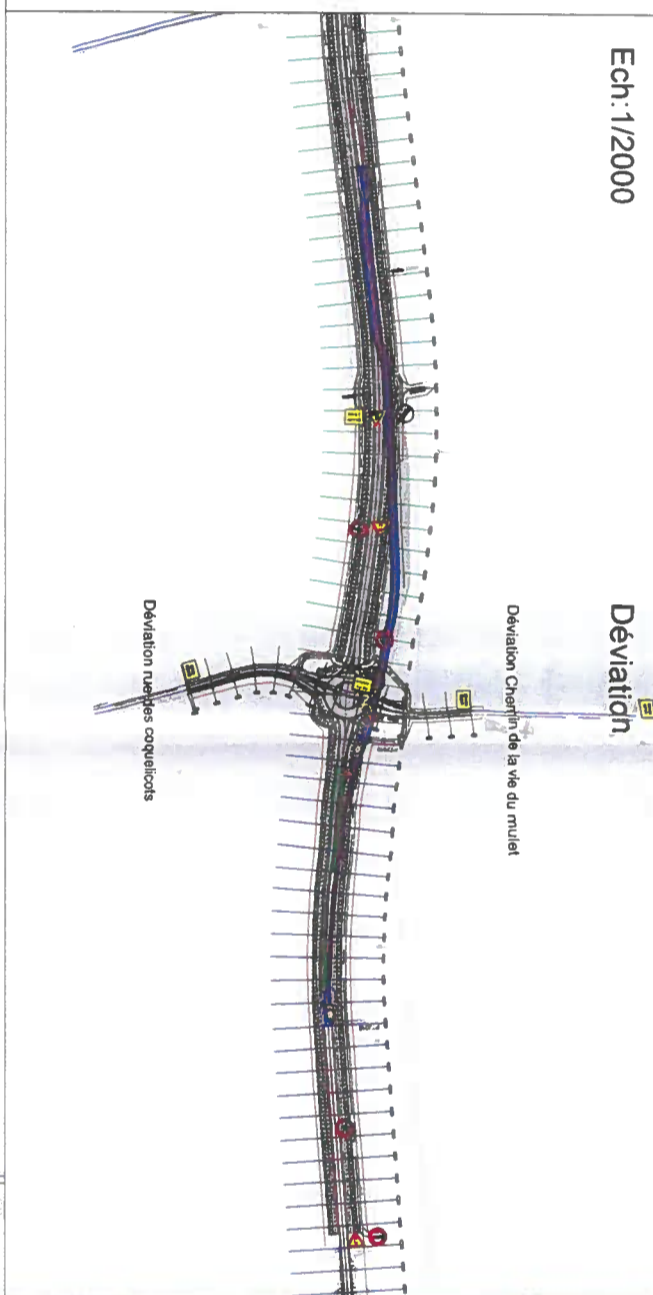 Ech:1/2000
Déviation
Déviation Chemin de la vie du mulet
Déviation rue des coquelicots